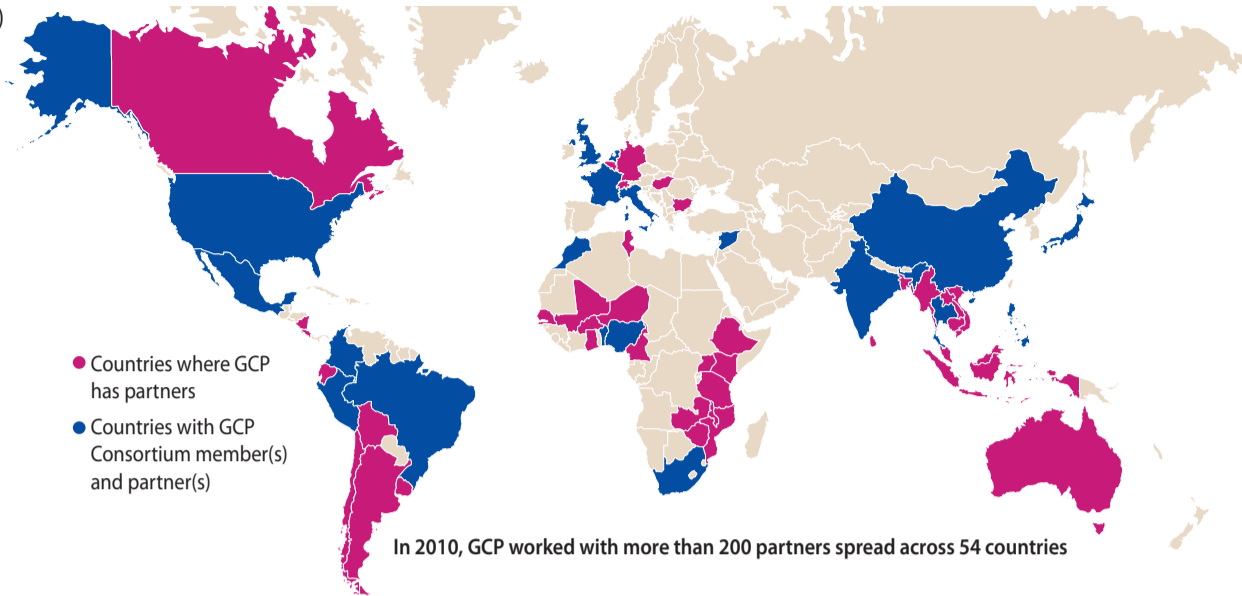 )
Countries where GCP
has partners
Countries with GCP
Consortium member(s)
and partner(s)
In 2010, GCP worked with more than 200 partners spread across 54 countries